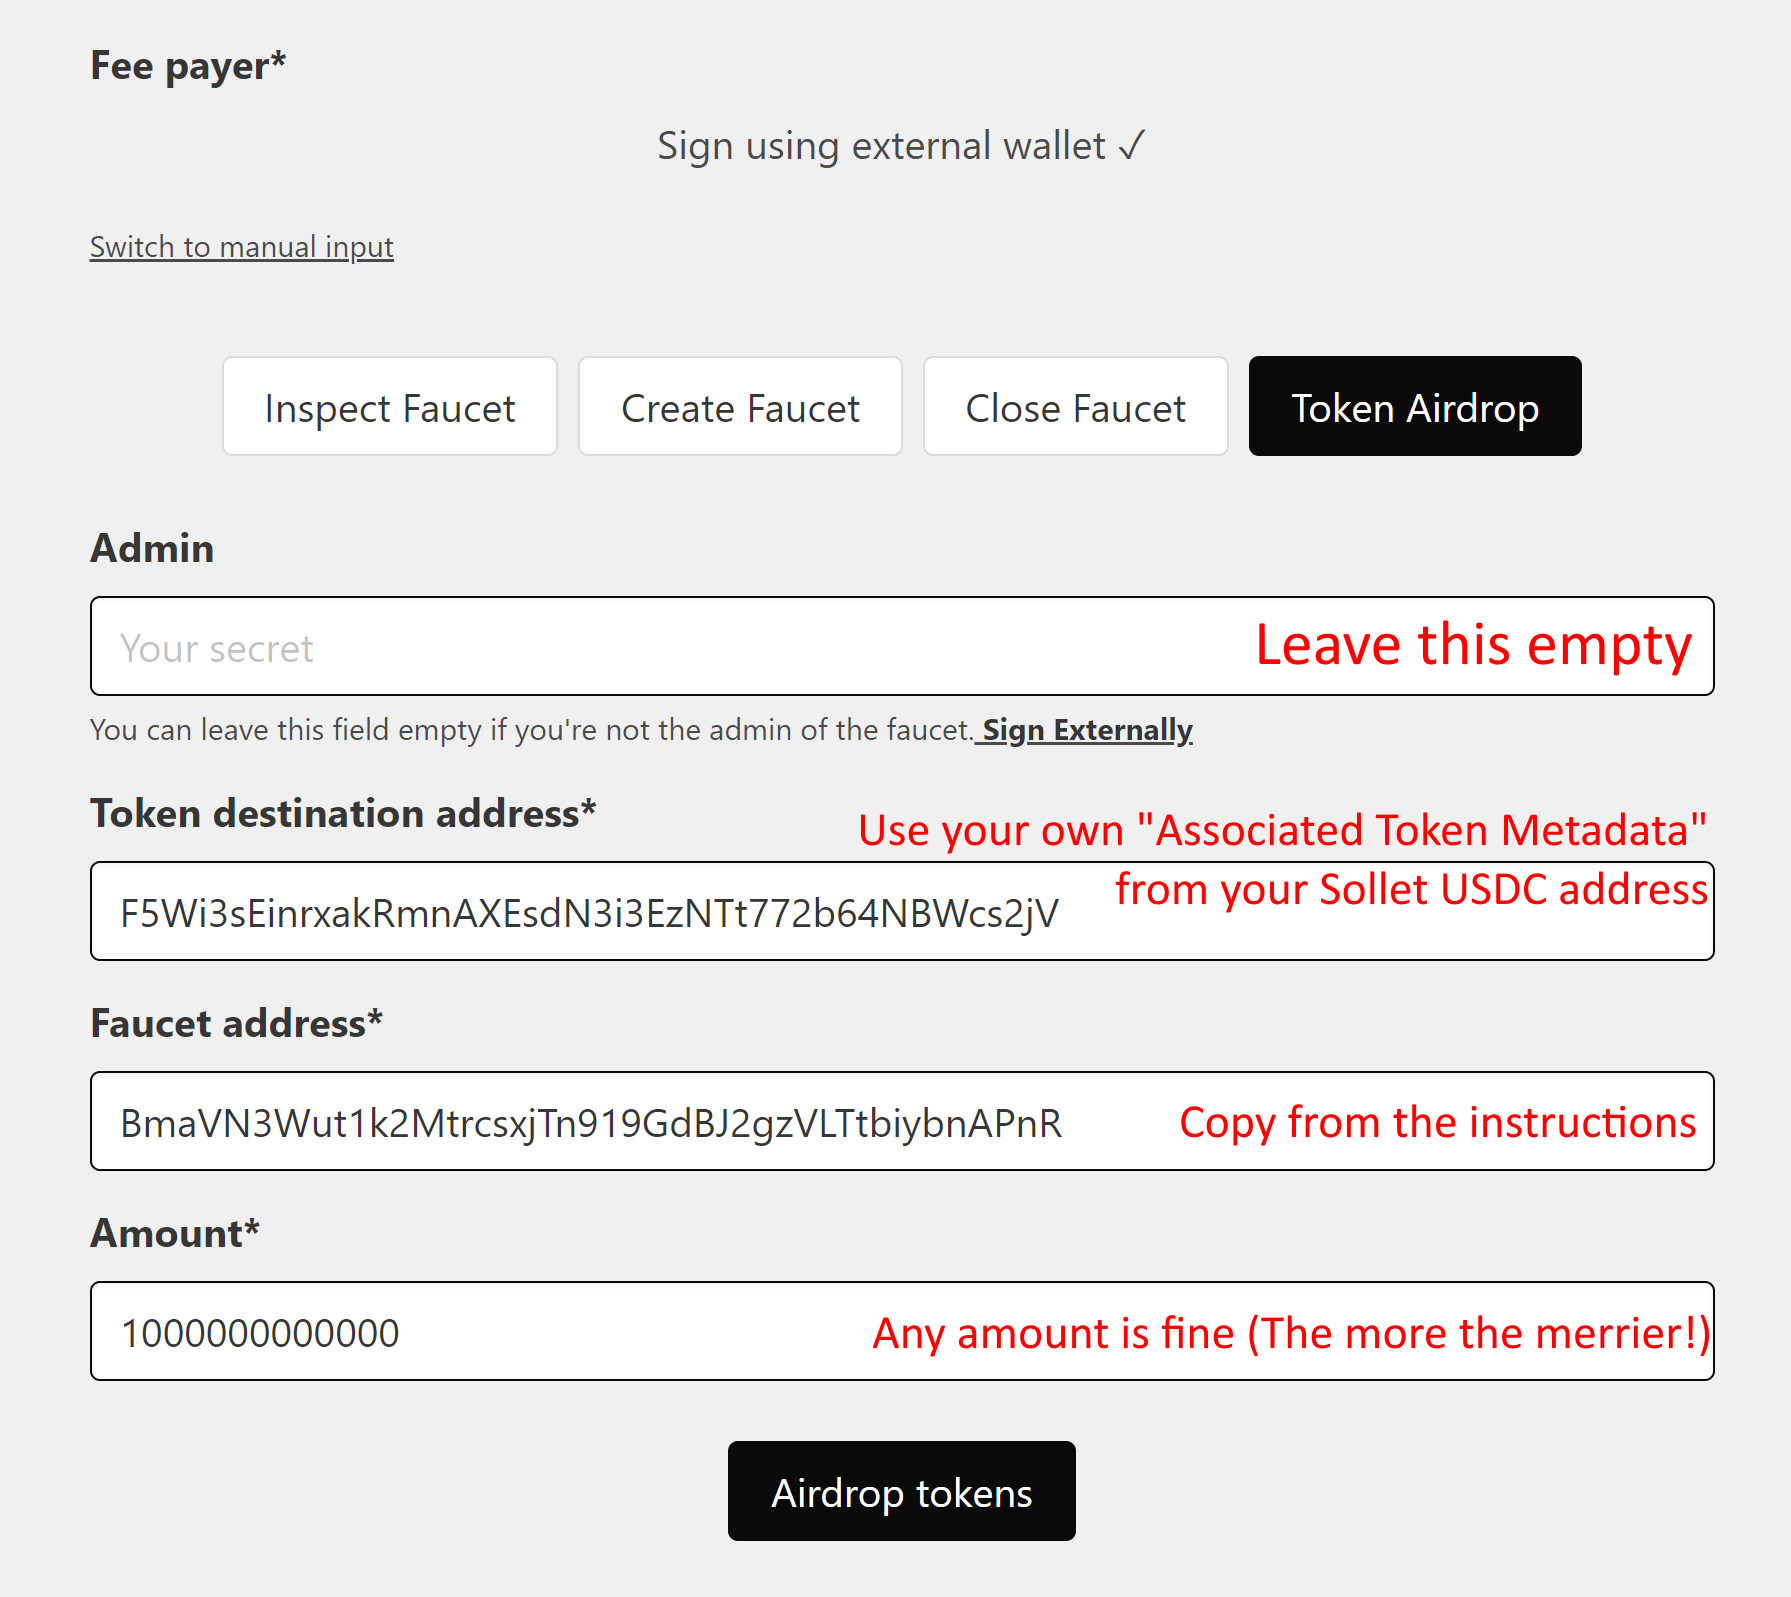 Fee payer*
Sign using external wallet ✓
Switch to manual input
Inspect Faucet
Create Faucet
Close Faucet
Token Airdrop
Admin
Your secret
Leave this empty
You can leave this field empty if you're not the admin of the faucet. Sign Externally
Token destination address*
Use your own "Associated Token Metadata"
from your Sollet USDC address
F5Wi3sEinrxakRmnAXEsdN3i3EzNTt772b64NBWcs2jV
Faucet address*
BmaVN3Wut1k2MtrcsxjTn919GdBJ2gzVLTtbiybnAPnR
Copy from the instructions
Amount*
1000000000000
Any amount is fine (The more the merrier!)
Airdrop tokens